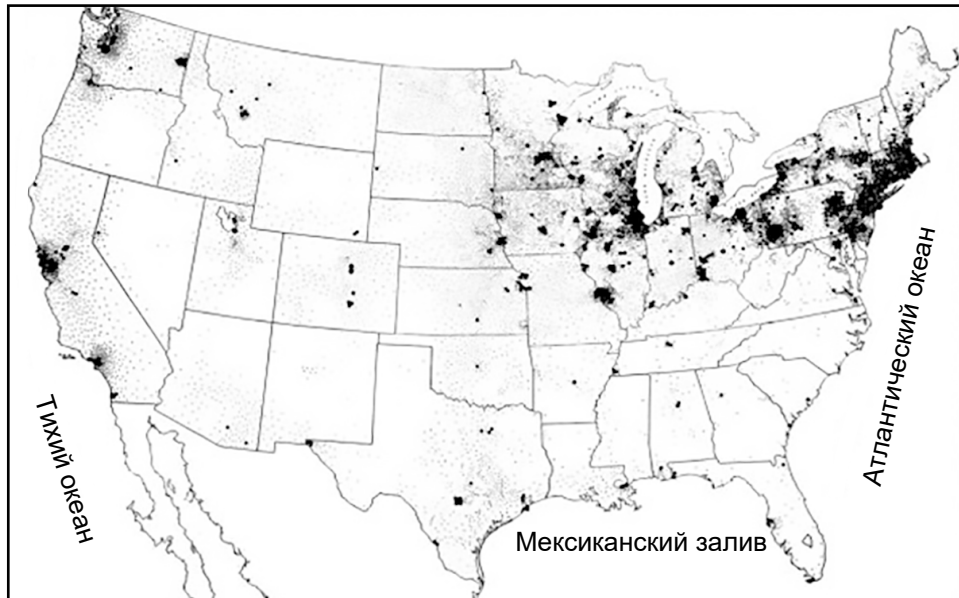 Тихий океан
Мексиканский залив
Атлантический океан